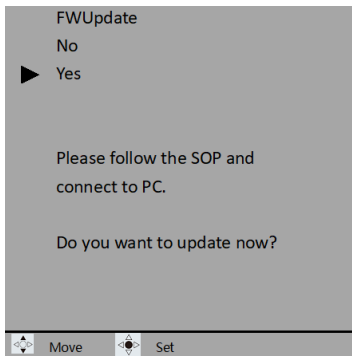 FWUpdate
No
Yes
Please follow the SOP and
connect to PC.
Do you want to update now?
Move Set